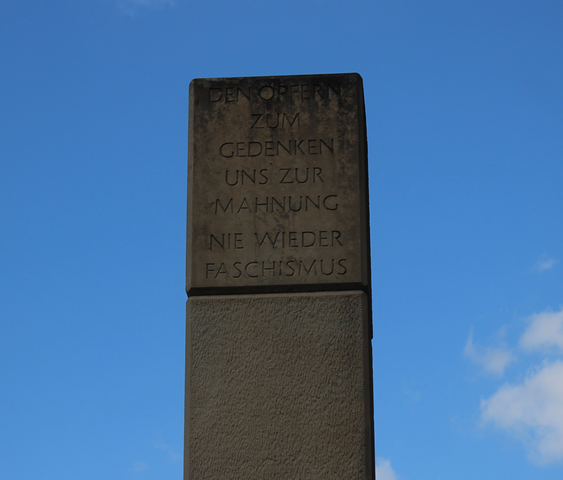 DEN OPFERN
ZUM
GEDENKEN
UNS ZUR
MAHNUNG
NIE WIEDER
FASCHISMUS